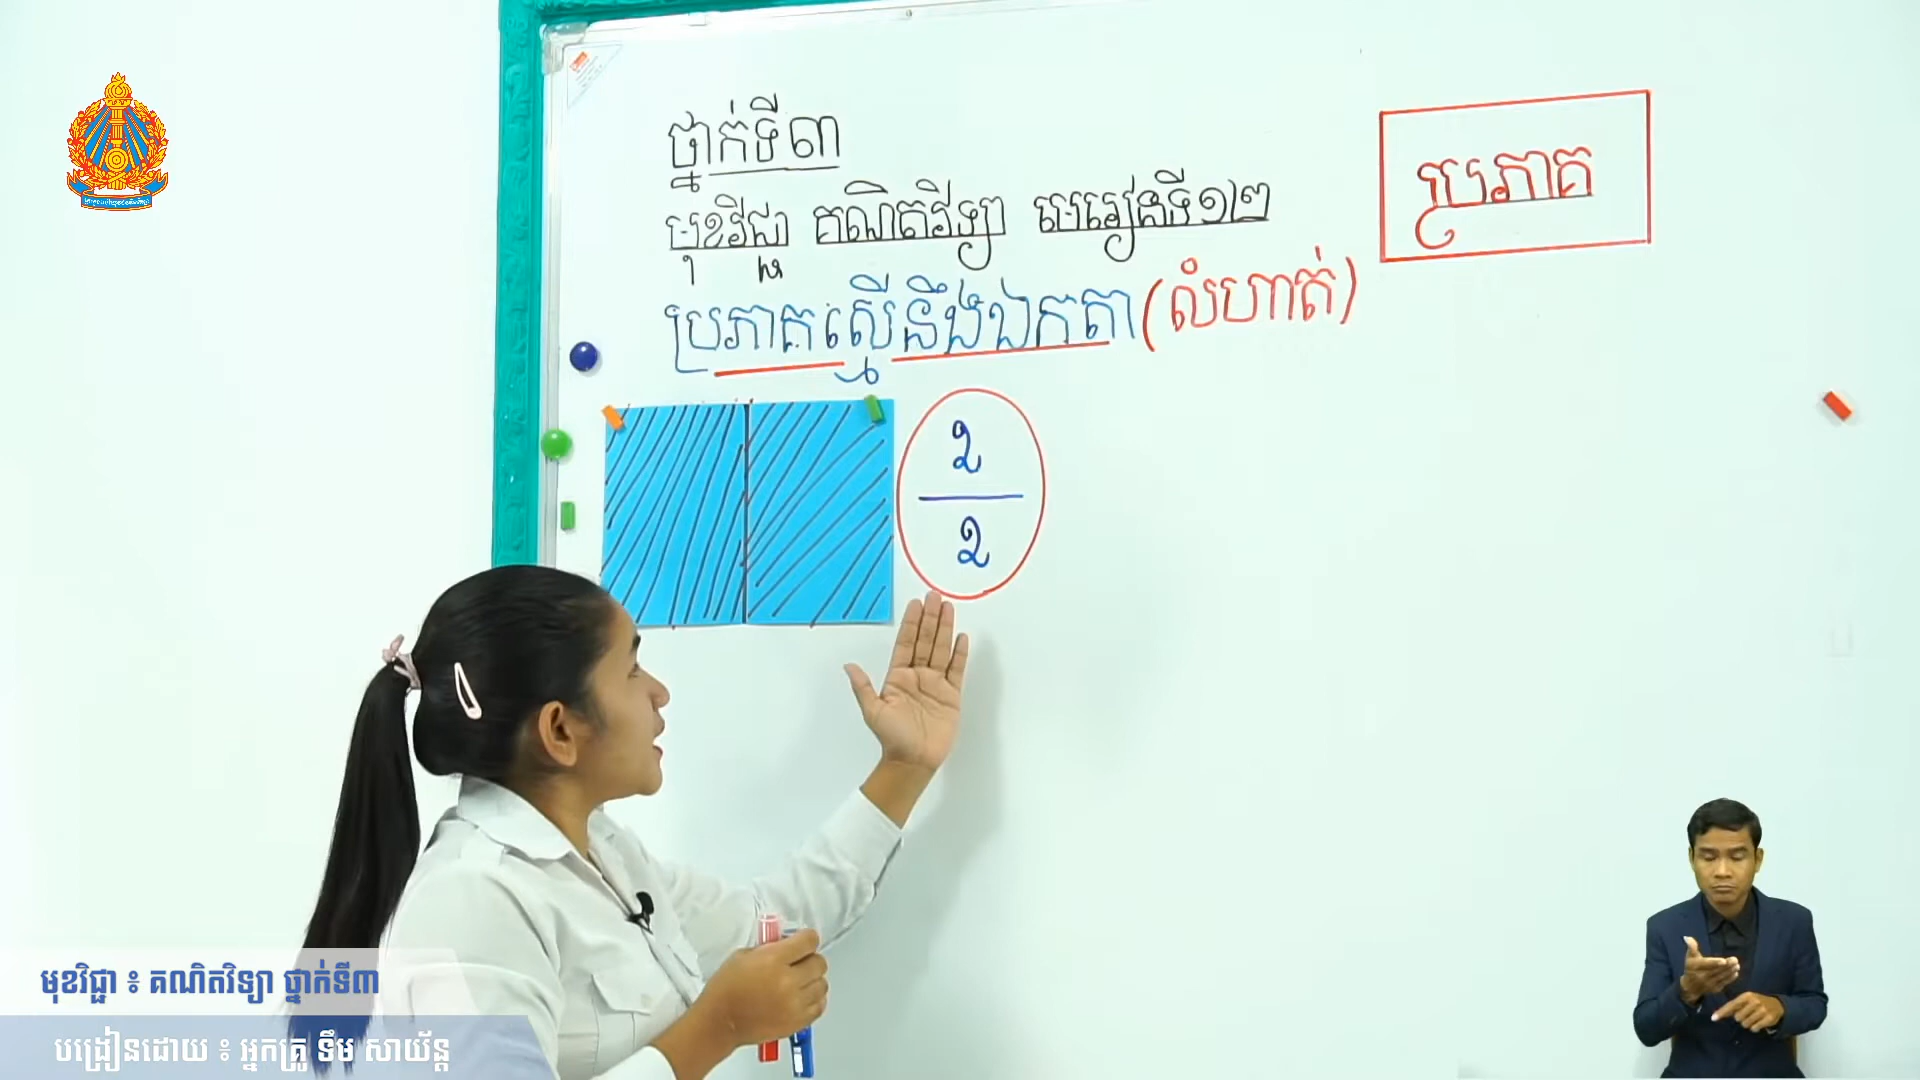 ថ្នាក់ទី៣
មុខវិជ្ជា គណិតវិទ្យា មេរៀនទី១២
ប្រភាគ
ប្រភាគស្មើនឹងឯកតា (លំហាត់)
២
២
មុខវិជ្ជា ៖ គណិតវិទ្យា ថ្នាក់ទី៣
បង្រៀនដោយ ៖ អ្នកគ្រូ ទឹម សាយ័ន្ត